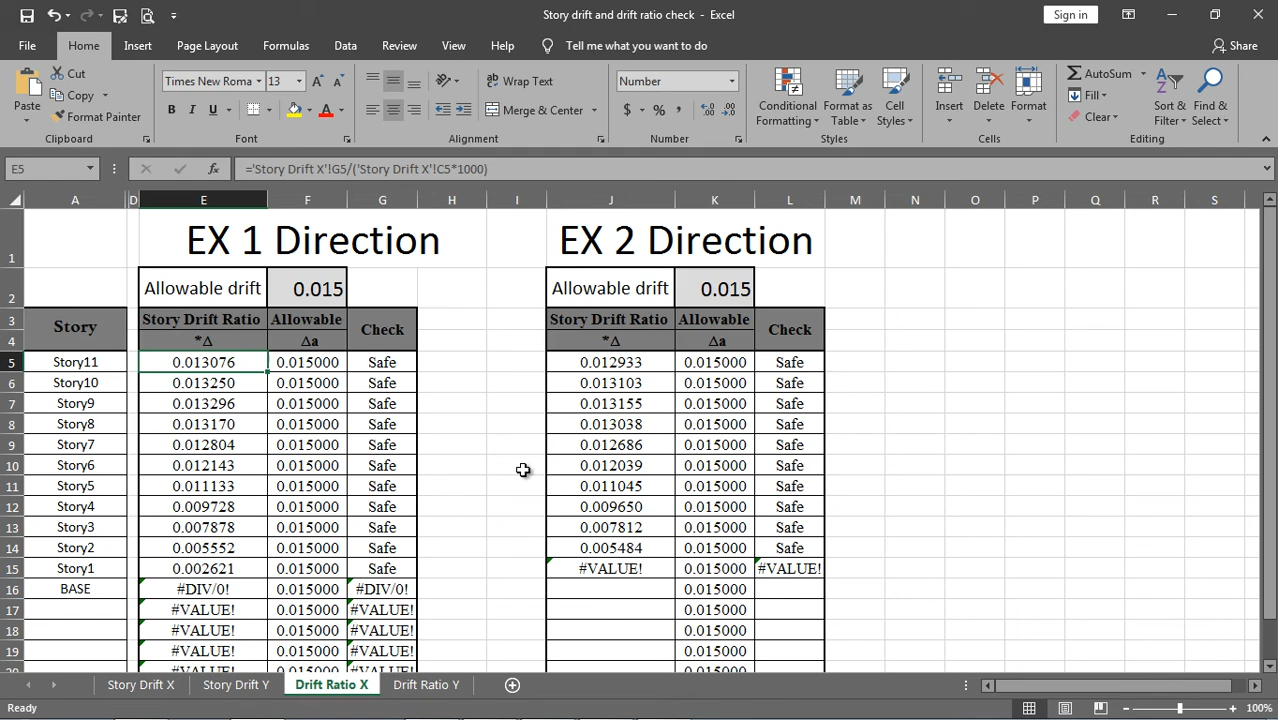 Story drift and drift ratio check - Excel
Sign in
File Home Insert Page Layout Formulas Data Review View Help Tell me what you want to do Share
Paste Cut Copy Format Painter
Times New Roma 13
B I U A
Wrap Text
Merge & Center
Number
$ %
Conditional Formatting
Format as Table
Cell Styles
Insert Delete Format
AutoSum
Fill
Clear
Sort & Filter
Find & Select
Clipboard Font Alignment Number Styles Cells Editing
E5 fx ='Story Drift X'!G5/('Story Drift X'!C5*1000)
A D E F G H I J K L M N O P Q R S
1 EX 1 Direction EX 2 Direction
2 Allowable drift 0.015 Allowable drift 0.015
3 Story Story Drift Ratio Allowable Check Story Drift Ratio Allowable Check
4 *Δ Δa *Δ Δa
5 Story11 0.013076 0.015000 Safe 0.012933 0.015000 Safe
6 Story10 0.013250 0.015000 Safe 0.013103 0.015000 Safe
7 Story9 0.013296 0.015000 Safe 0.013155 0.015000 Safe
8 Story8 0.013170 0.015000 Safe 0.013038 0.015000 Safe
9 Story7 0.012804 0.015000 Safe 0.012686 0.015000 Safe
10 Story6 0.012143 0.015000 Safe 0.012039 0.015000 Safe
11 Story5 0.011133 0.015000 Safe 0.011045 0.015000 Safe
12 Story4 0.009728 0.015000 Safe 0.009650 0.015000 Safe
13 Story3 0.007878 0.015000 Safe 0.007812 0.015000 Safe
14 Story2 0.005552 0.015000 Safe 0.005484 0.015000 Safe
15 Story1 0.002621 0.015000 Safe #VALUE! 0.015000 #VALUE!
16 BASE #DIV/0! 0.015000 #DIV/0! 0.015000
17 #VALUE! 0.015000 #VALUE! 0.015000
18 #VALUE! 0.015000 #VALUE! 0.015000
19 #VALUE! 0.015000 #VALUE! 0.015000
20 #VALUE! 0.015000 #VALUE! 0.015000
Story Drift X Story Drift Y Drift Ratio X Drift Ratio Y
Ready 100%